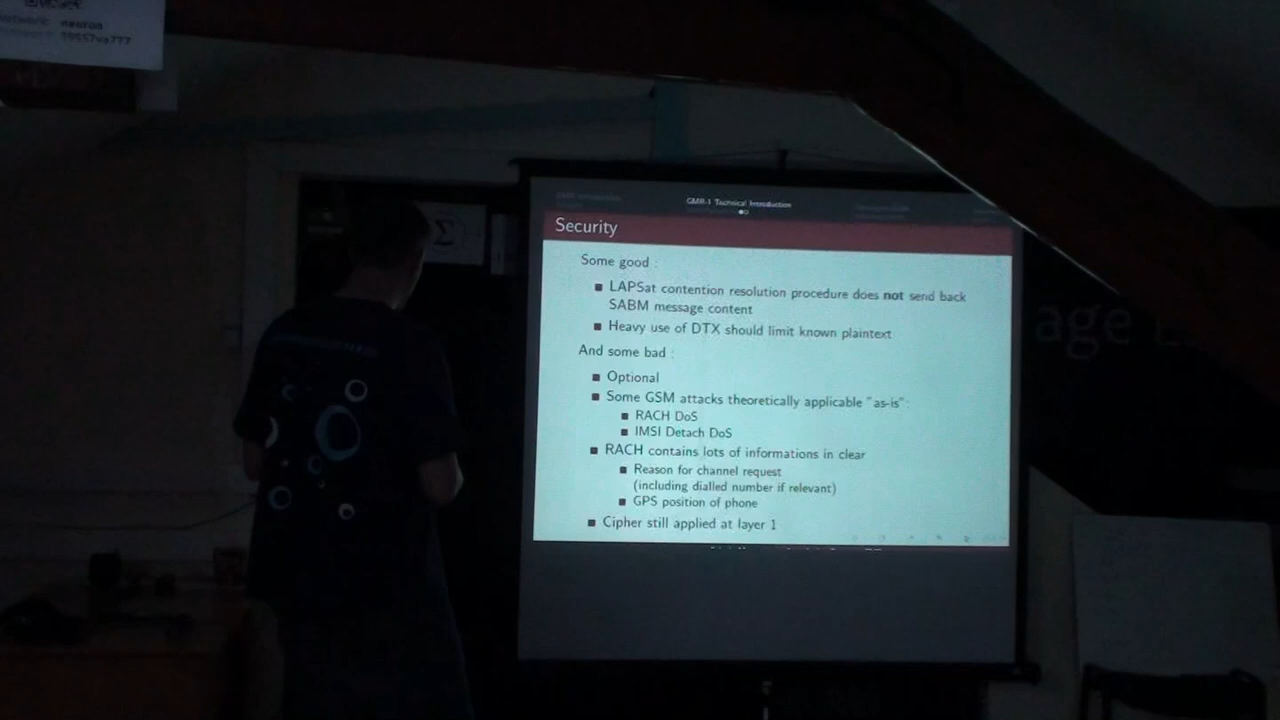 GMR-1 Technical Introduction
Security
Some good :
LAPSat contention resolution procedure does not send back
SABM message content
Heavy use of DTX should limit known plaintext
And some bad :
Optional
Some GSM attacks theoretically applicable "as-is":
RACH DoS
IMSI Detach DoS
RACH contains lots of informations in clear
Reason for channel request
(including dialled number if relevant)
GPS position of phone
Cipher still applied at layer 1
Σ
age